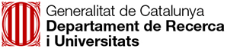 Generalitat de Catalunya
Departament de Recerca
i Universitats